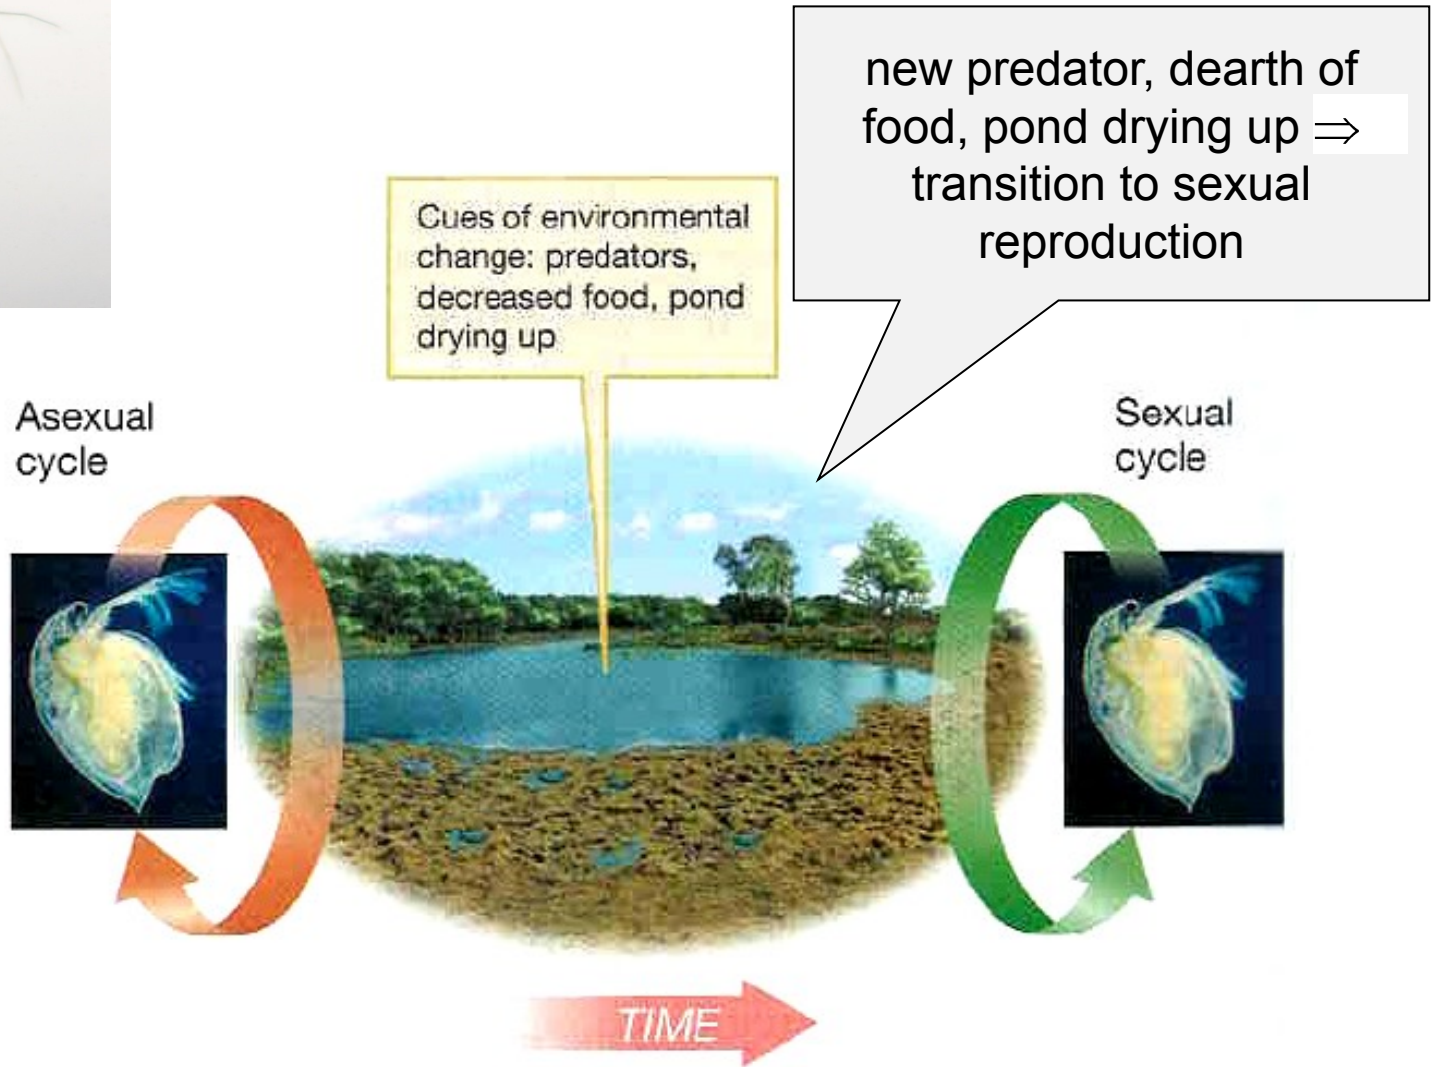 new predator, dearth of
food, pond drying up ⇒
transition to sexual
reproduction
Cues of environmental
change: predators,
decreased food, pond
drying up
Asexual
cycle
Sexual
cycle
TIME